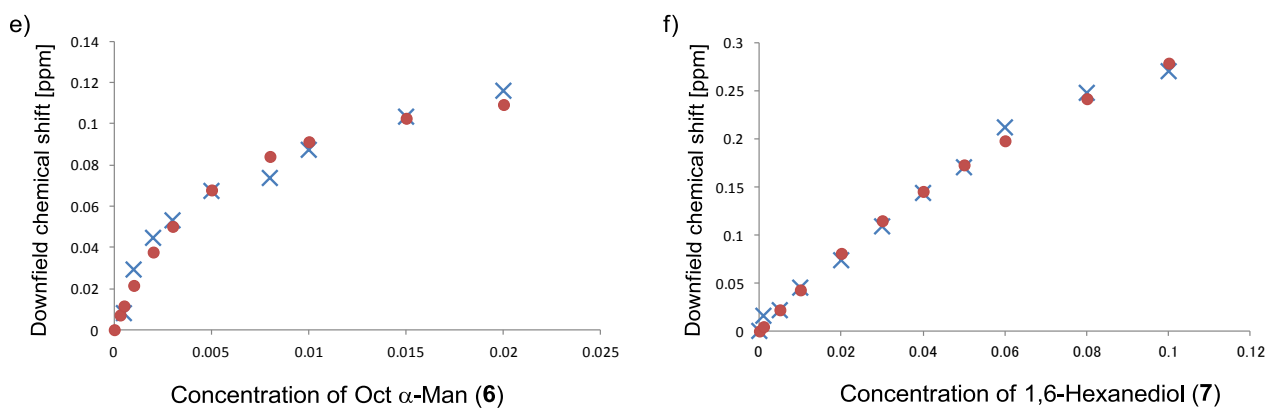 e)
Downfield chemical shift [ppm]
0.14
0.12
0.1
0.08
0.06
0.04
0.02
0
0 0.005 0.01 0.015 0.02 0.025
Concentration of Oct α-Man (6)
f)
Downfield chemical shift [ppm]
0.3
0.25
0.2
0.15
0.1
0.05
0
0 0.02 0.04 0.06 0.08 0.1 0.12
Concentration of 1,6-Hexanediol (7)